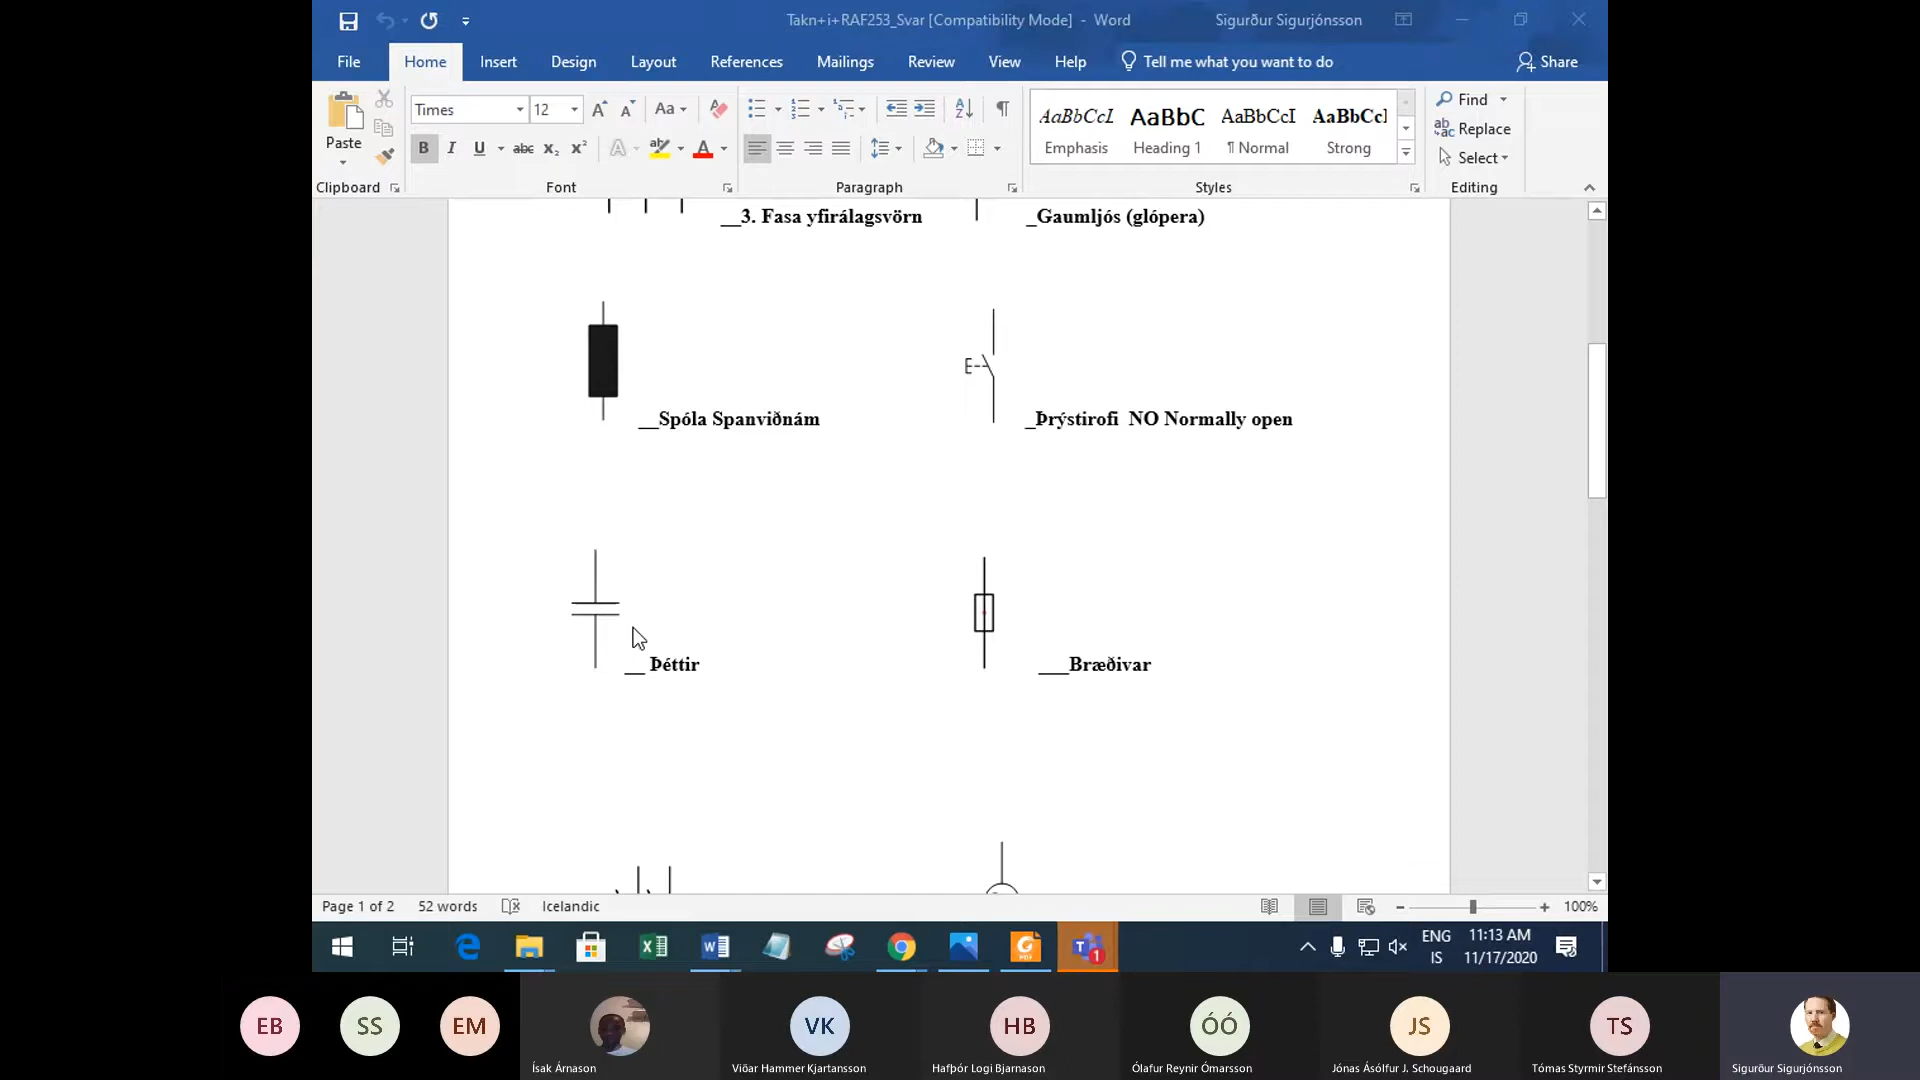 Takn+i+RAF253_Svar [Compatibility Mode] - Word
Sigurður Sigurjónsson
File
Home
Insert
Design
Layout
References
Mailings
Review
View
Help
Tell me what you want to do
Share
Paste
Times
12
Aa
B I U abc x₂ x²
AaBbCcI
AaBbC
AaBbCcI
AaBbCcI
Emphasis
Heading 1
¶ Normal
Strong
Find
Replace
Select
Clipboard
Font
Paragraph
Styles
Editing
__3. Fasa yfirálagsvörn
_Gaumljós (glópera)
__Spóla Spanviðnám
_Þrýstirofi NO Normally open
__ Þéttir
___Bræðivar
Page 1 of 2
52 words
Icelandic
100%
ENG
IS
11:13 AM
11/17/2020
1
EB
SS
EM
VK
HB
ÓÓ
JS
TS
Ísak Árnason
Viðar Hammer Kjartansson
Hafþór Logi Bjarnason
Ólafur Reynir Ómarsson
Jónas Ásólfur J. Schougaard
Tómas Styrmir Stefánsson
Sigurður Sigurjónsson